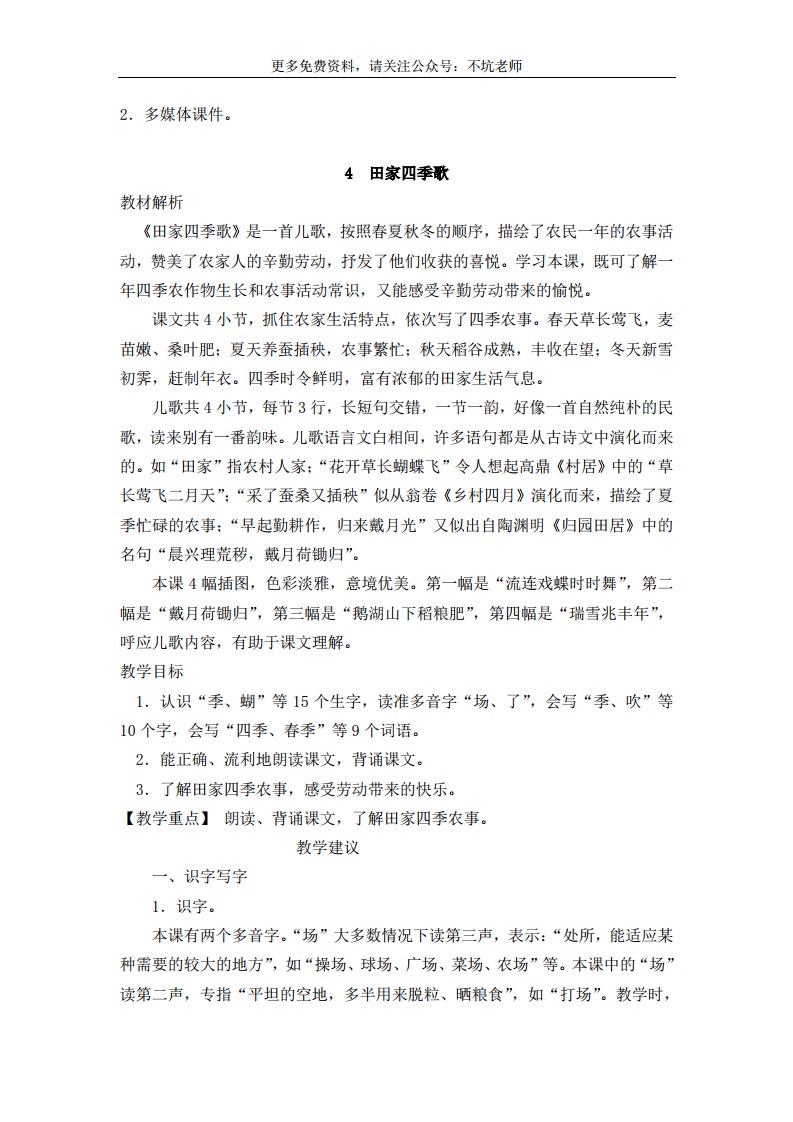 更多免费资料，请关注公众号：不坑老师
2．多媒体课件。
4 田家四季歌
教材解析
《田家四季歌》是一首儿歌，按照春夏秋冬的顺序，描绘了农民一年的农事活
动，赞美了农家人的辛勤劳动，抒发了他们收获的喜悦。学习本课，既可了解一
年四季农作物生长和农事活动常识，又能感受辛勤劳动带来的愉悦。
课文共 4 小节，抓住农家生活特点，依次写了四季农事。春天草长莺飞，麦
苗嫩、桑叶肥；夏天养蚕插秧，农事繁忙；秋天稻谷成熟，丰收在望；冬天新雪
初霁，赶制年衣。四季时令鲜明，富有浓郁的田家生活气息。
儿歌共 4 小节，每节 3 行，长短句交错，一节一韵，好像一首自然纯朴的民
歌，读来别有一番韵味。儿歌语言文白相间，许多语句都是从古诗文中演化而来
的。如“田家”指农村人家；“花开草长蝴蝶飞”令人想起高鼎《村居》中的“草
长莺飞二月天”；“采了蚕桑又插秧”似从翁卷《乡村四月》演化而来，描绘了夏
季忙碌的农事；“早起勤耕作，归来戴月光”又似出自陶渊明《归园田居》中的
名句“晨兴理荒秽，戴月荷锄归”。
本课 4 幅插图，色彩淡雅，意境优美。第一幅是“流连戏蝶时时舞”，第二
幅是“戴月荷锄归”，第三幅是“鹅湖山下稻粮肥”，第四幅是“瑞雪兆丰年”，
呼应儿歌内容，有助于课文理解。
教学目标
1．认识“季、蝴”等 15 个生字，读准多音字“场、了”，会写“季、吹”等
10 个字，会写“四季、春季”等 9 个词语。
2．能正确、流利地朗读课文，背诵课文。
3．了解田家四季农事，感受劳动带来的快乐。
【教学重点】 朗读、背诵课文，了解田家四季农事。
教学建议
一、识字写字
1．识字。
本课有两个多音字。“场”大多数情况下读第三声，表示：“处所，能适应某
种需要的较大的地方”，如“操场、球场、广场、菜场、农场”等。本课中的“场”
读第二声，专指“平坦的空地，多半用来脱粒、晒粮食”，如“打场”。教学时，